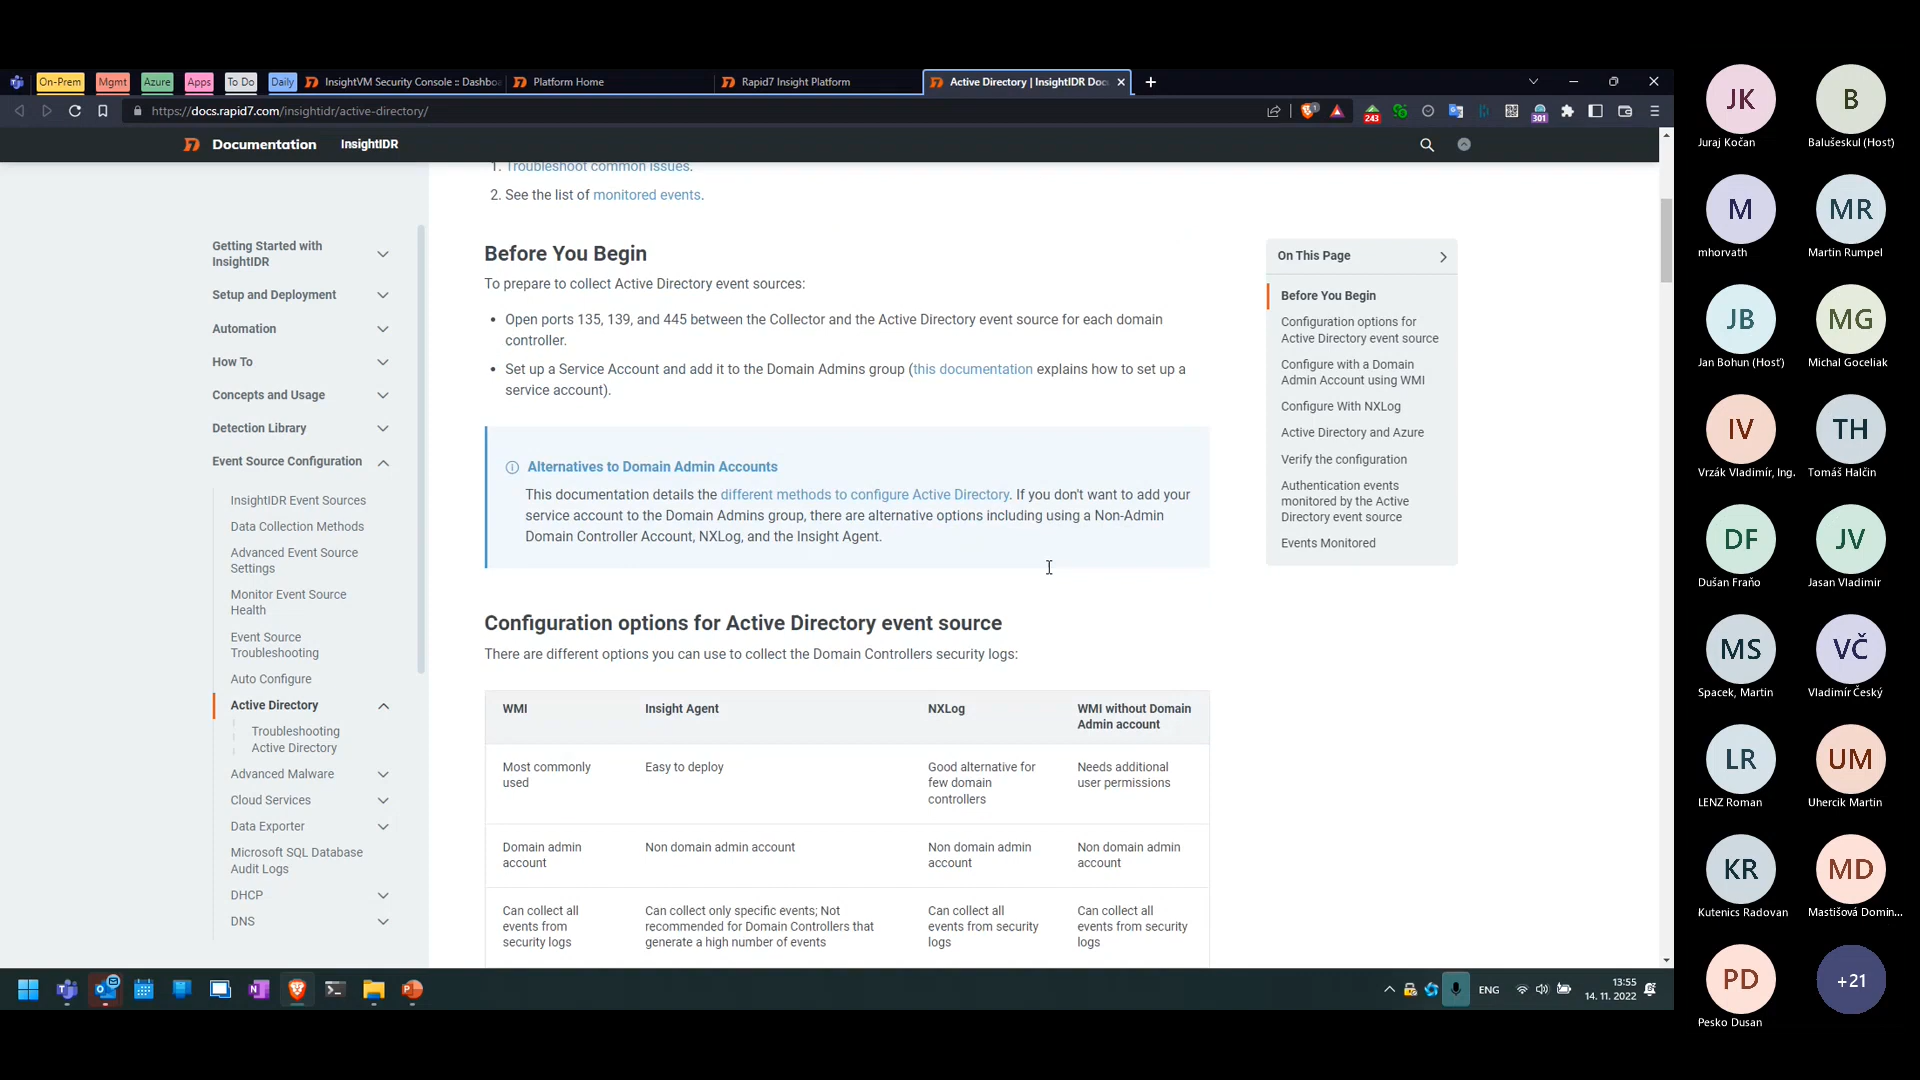 On-Prem
Mgmt
Azure
Apps
To Do
Daily
InsightVM Security Console :: Dashbo
Platform Home
Rapid7 Insight Platform
Active Directory | InsightIDR Doc
https://docs.rapid7.com/insightidr/active-directory/
243
301
Documentation
InsightIDR
1. Troubleshoot common issues.
2. See the list of monitored events.
Getting Started with
InsightIDR
Setup and Deployment
Automation
How To
Concepts and Usage
Detection Library
Event Source Configuration
InsightIDR Event Sources
Data Collection Methods
Advanced Event Source
Settings
Monitor Event Source
Health
Event Source
Troubleshooting
Auto Configure
Active Directory
Troubleshooting
Active Directory
Advanced Malware
Cloud Services
Data Exporter
Microsoft SQL Database
Audit Logs
DHCP
DNS
Before You Begin
To prepare to collect Active Directory event sources:
• Open ports 135, 139, and 445 between the Collector and the Active Directory event source for each domain
controller.
• Set up a Service Account and add it to the Domain Admins group (this documentation explains how to set up a
service account).
Alternatives to Domain Admin Accounts
This documentation details the different methods to configure Active Directory. If you don't want to add your
service account to the Domain Admins group, there are alternative options including using a Non-Admin
Domain Controller Account, NXLog, and the Insight Agent.
Configuration options for Active Directory event source
There are different options you can use to collect the Domain Controllers security logs:
WMI
Insight Agent
NXLog
WMI without Domain
Admin account
Most commonly
used
Easy to deploy
Good alternative for
few domain
controllers
Needs additional
user permissions
Domain admin
account
Non domain admin account
Non domain admin
account
Non domain admin
account
Can collect all
events from
security logs
Can collect only specific events; Not
recommended for Domain Controllers that
generate a high number of events
Can collect all
events from security
logs
Can collect all
events from security
logs
On This Page
Before You Begin
Configuration options for
Active Directory event source
Configure with a Domain
Admin Account using WMI
Configure With NXLog
Active Directory and Azure
Verify the configuration
Authentication events
monitored by the Active
Directory event source
Events Monitored
ENG
13:55
14. 11. 2022
JK
Juraj Kočan
B
Balušeskul (Hosť)
M
mhorvath
MR
Martin Rumpel
JB
Jan Bohun (Hosť)
MG
Michal Goceliak
IV
Vrzák Vladimír, Ing.
TH
Tomáš Halčin
DF
Dušan Fraňo
JV
Jasan Vladimir
MS
Spacek, Martin
VČ
Vladimír Český
LR
LENZ Roman
UM
Uhercik Martin
KR
Kutenics Radovan
MD
Mastišová Domin...
PD
Pesko Dusan
+21